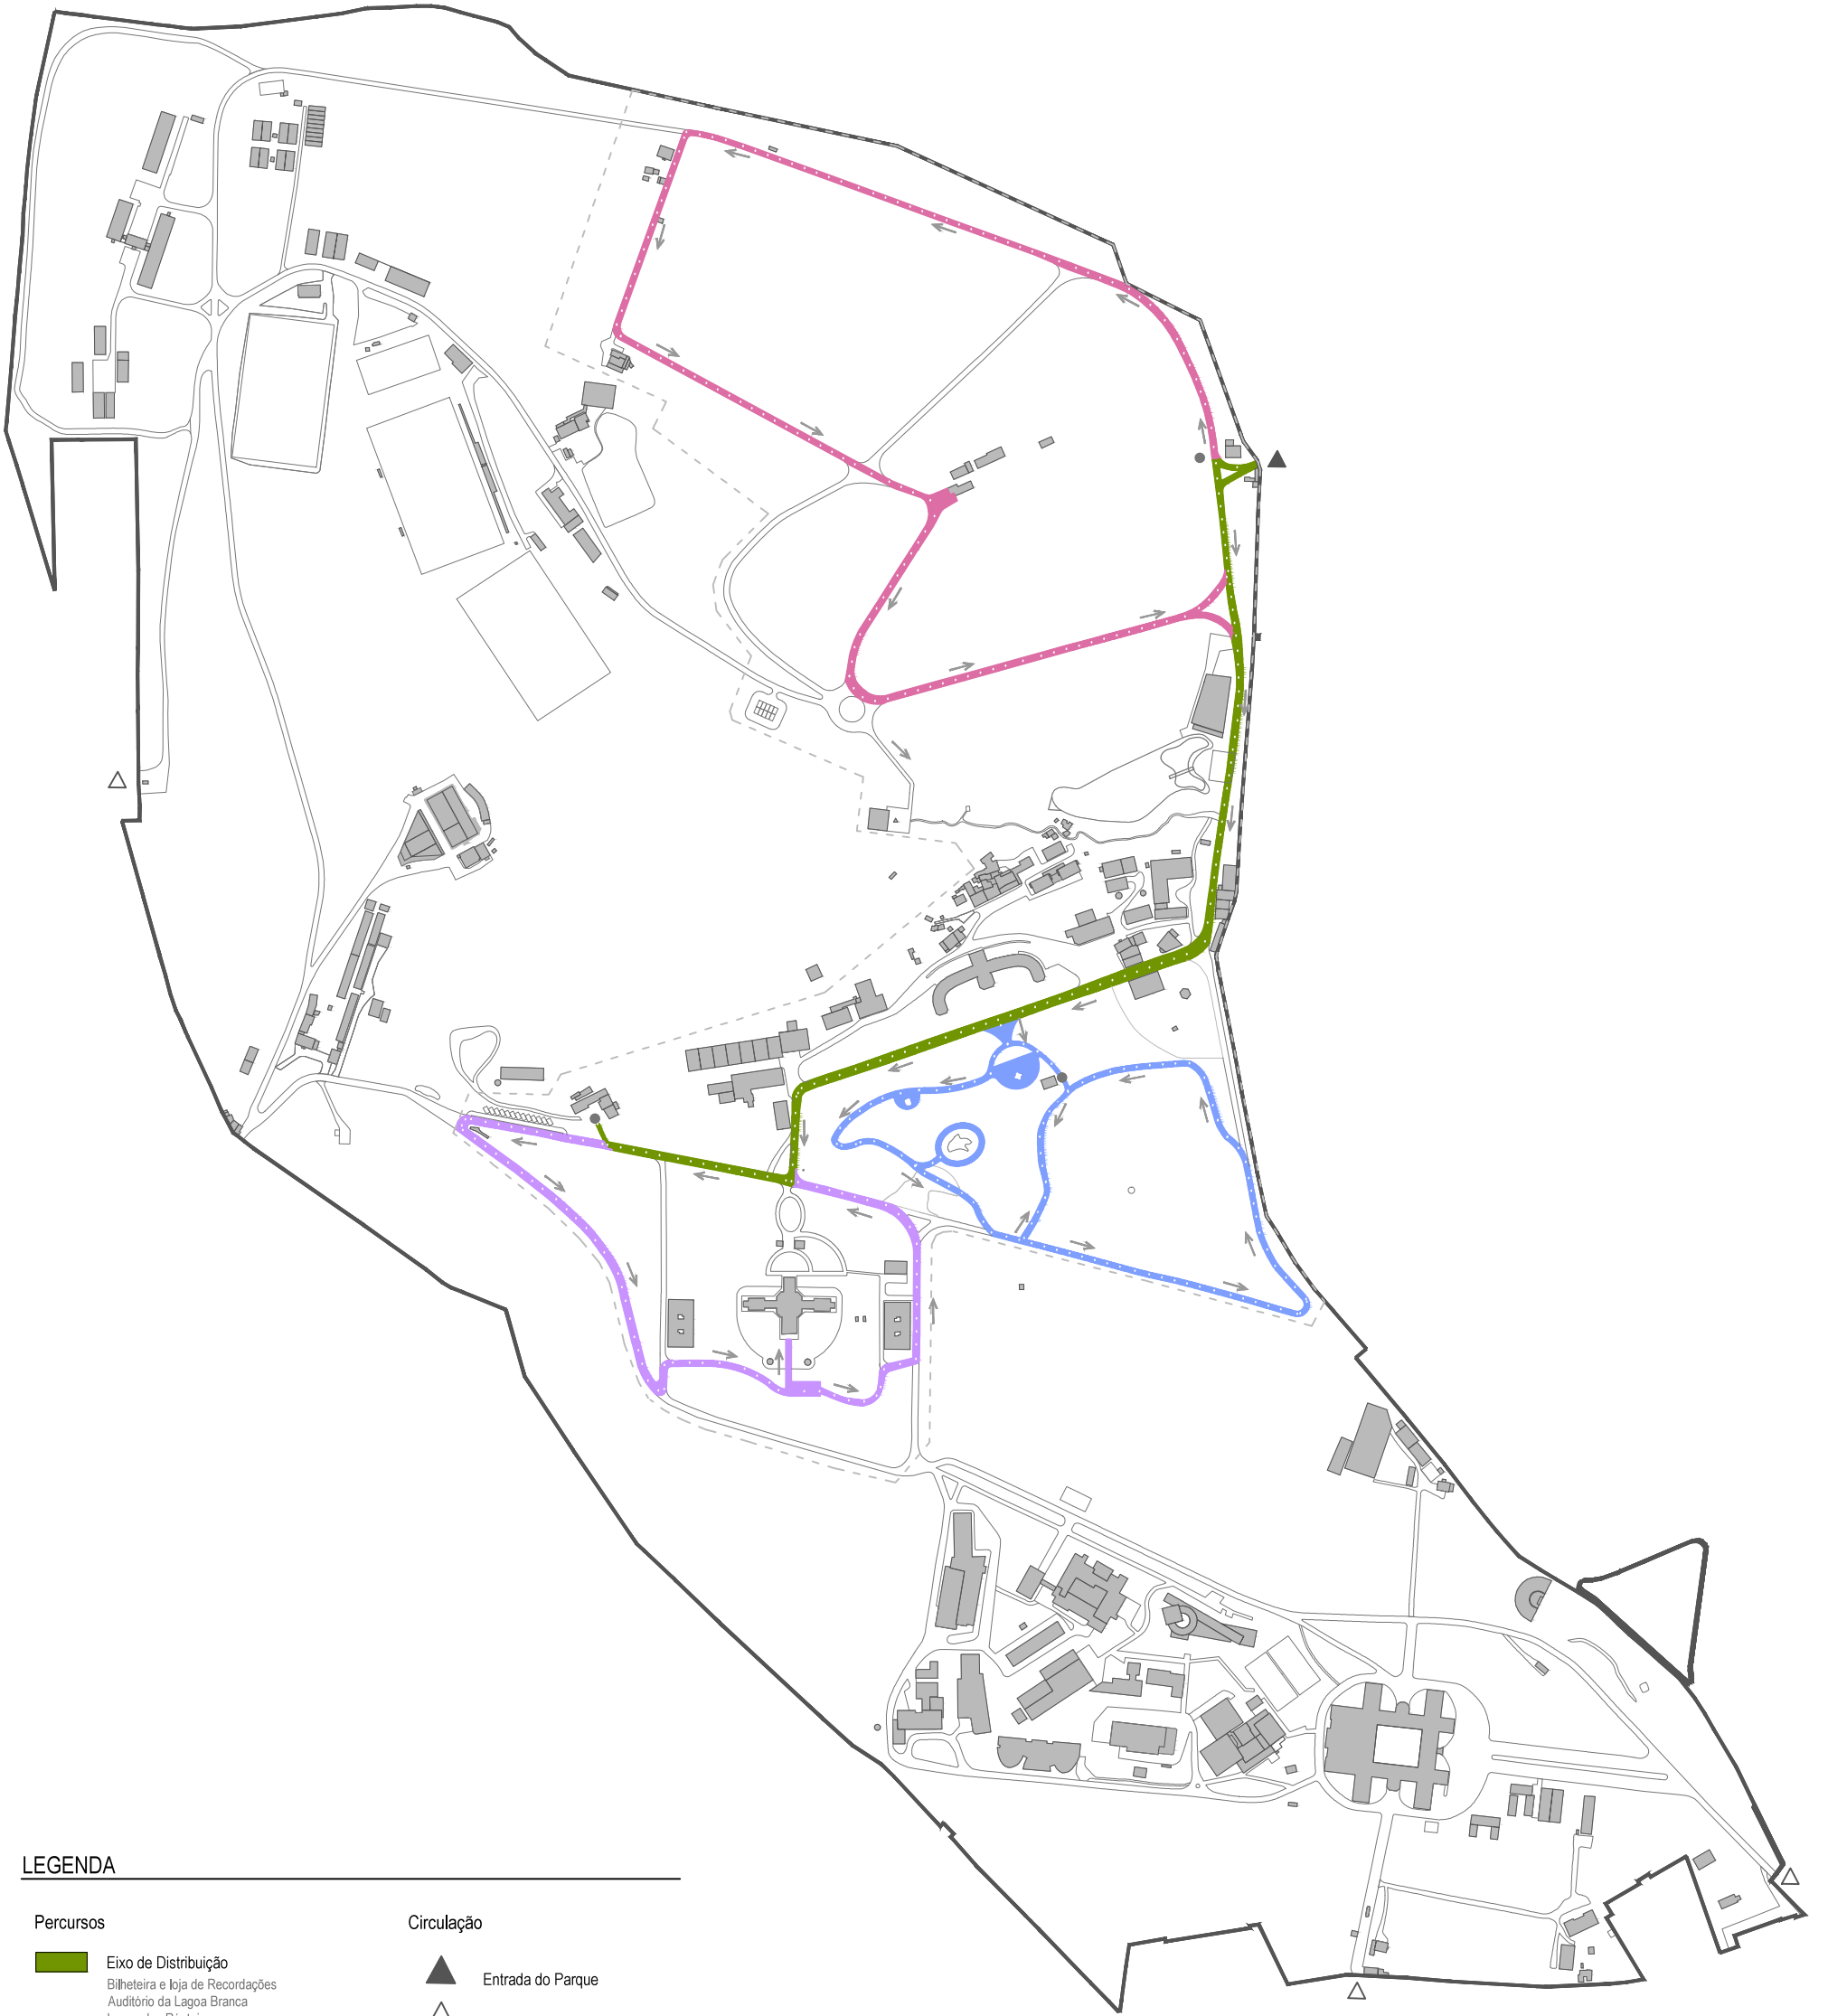 LEGENDA
Percursos
Eixo de Distribuição
Bilheteira e loja de Recordações
Auditório da Lagoa Branca
Circulação
Entrada do Parque